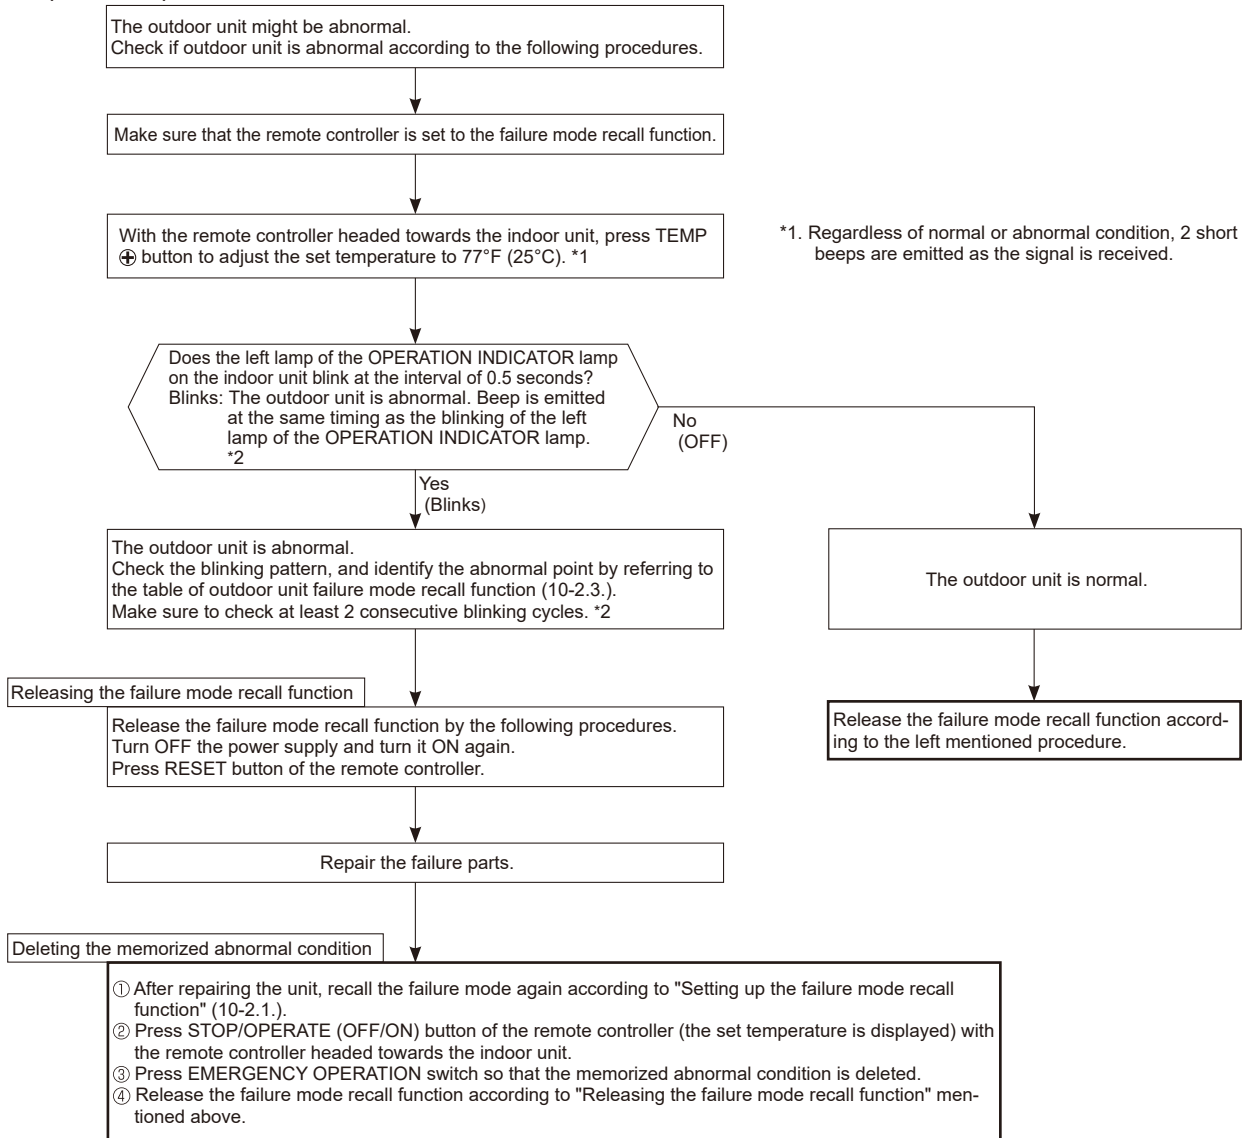 The outdoor unit might be abnormal.
Check if outdoor unit is abnormal according to the following procedures.
Make sure that the remote controller is set to the failure mode recall function.
With the remote controller headed towards the indoor unit, press TEMP
⊕ button to adjust the set temperature to 77°F (25°C). *1
*1. Regardless of normal or abnormal condition, 2 short
beeps are emitted as the signal is received.
Does the left lamp of the OPERATION INDICATOR lamp
on the indoor unit blink at the interval of 0.5 seconds?
Blinks: The outdoor unit is abnormal. Beep is emitted
at the same timing as the blinking of the left
lamp of the OPERATION INDICATOR lamp.
*2
No
(OFF)
Yes
(Blinks)
The outdoor unit is abnormal.
Check the blinking pattern, and identify the abnormal point by referring to
the table of outdoor unit failure mode recall function (10-2.3.).
Make sure to check at least 2 consecutive blinking cycles. *2
The outdoor unit is normal.
Releasing the failure mode recall function
Release the failure mode recall function by the following procedures.
Turn OFF the power supply and turn it ON again.
Press RESET button of the remote controller.
Release the failure mode recall function accord-
ing to the left mentioned procedure.
Repair the failure parts.
Deleting the memorized abnormal condition
① After repairing the unit, recall the failure mode again according to "Setting up the failure mode recall
function" (10-2.1.).
② Press STOP/OPERATE (OFF/ON) button of the remote controller (the set temperature is displayed) with
the remote controller headed towards the indoor unit.
③ Press EMERGENCY OPERATION switch so that the memorized abnormal condition is deleted.
④ Release the failure mode recall function according to "Releasing the failure mode recall function" men-
tioned above.